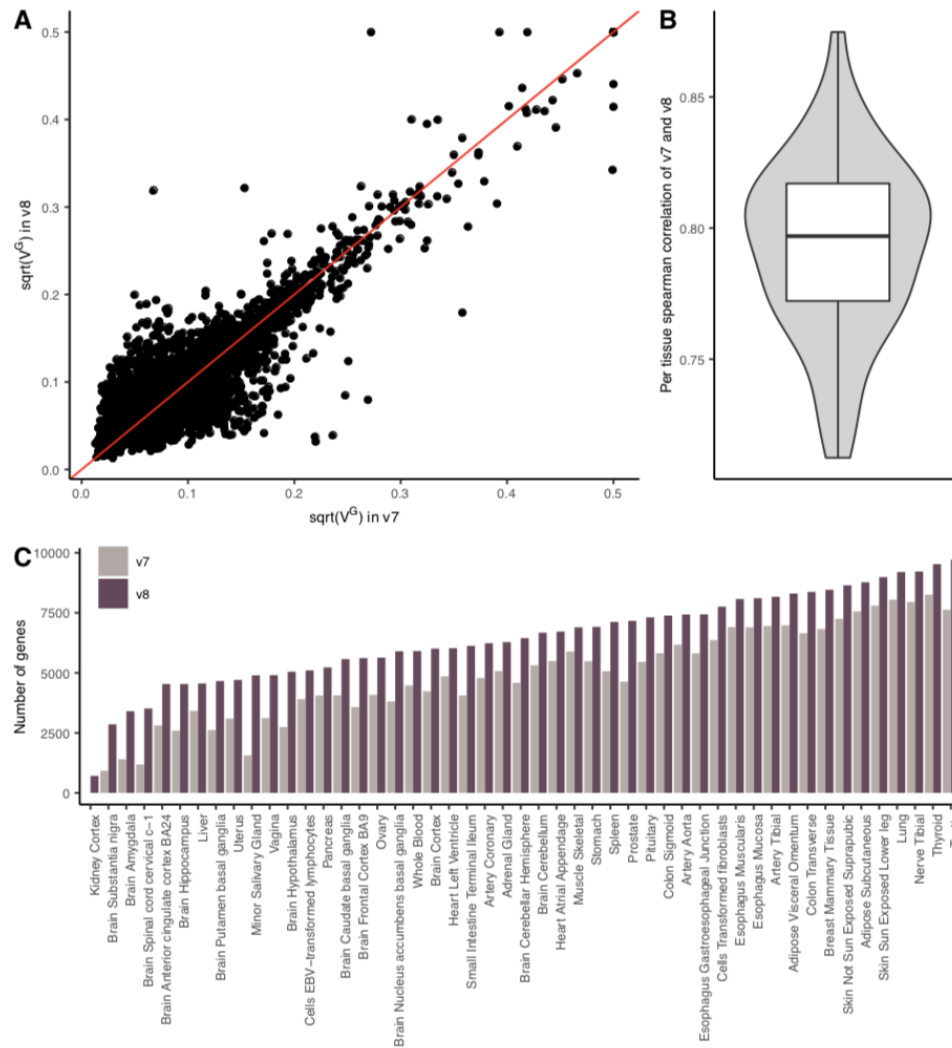 A
0.5
0.4
0.3
0.2
0.1
0.0
sqrt(V^G) in v8
0.0 0.1 0.2 0.3 0.4 0.5
sqrt(V^G) in v7
B
Per tissue spearman correlation of v7 and v8
0.85
0.80
0.75
C
10000
7500
5000
2500
0
Number of genes
v7
v8
Kidney Cortex
Brain Substantia nigra
Brain Amygdala
Brain Spinal cord cervical c−1
Brain Anterior cingulate cortex BA24
Brain Hippocampus
Liver
Brain Putamen basal ganglia
Uterus
Minor Salivary Gland
Vagina
Brain Hypothalamus
Cells EBV−transformed lymphocytes
Pancreas
Brain Caudate basal ganglia
Brain Frontal Cortex BA9
Ovary
Brain Nucleus accumbens basal ganglia
Whole Blood
Brain Cortex
Heart Left Ventricle
Small Intestine Terminal Ileum
Artery Coronary
Adrenal Gland
Brain Cerebellar Hemisphere
Brain Cerebellum
Heart Atrial Appendage
Muscle Skeletal
Stomach
Spleen
Prostate
Pituitary
Colon Sigmoid
Artery Aorta
Esophagus Gastroesophageal Junction
Cells Transformed fibroblasts
Esophagus Muscularis
Esophagus Mucosa
Artery Tibial
Adipose Visceral Omentum
Colon Transverse
Breast Mammary Tissue
Skin Not Sun Exposed Suprapubic
Adipose Subcutaneous
Skin Sun Exposed Lower leg
Lung
Nerve Tibial
Thyroid